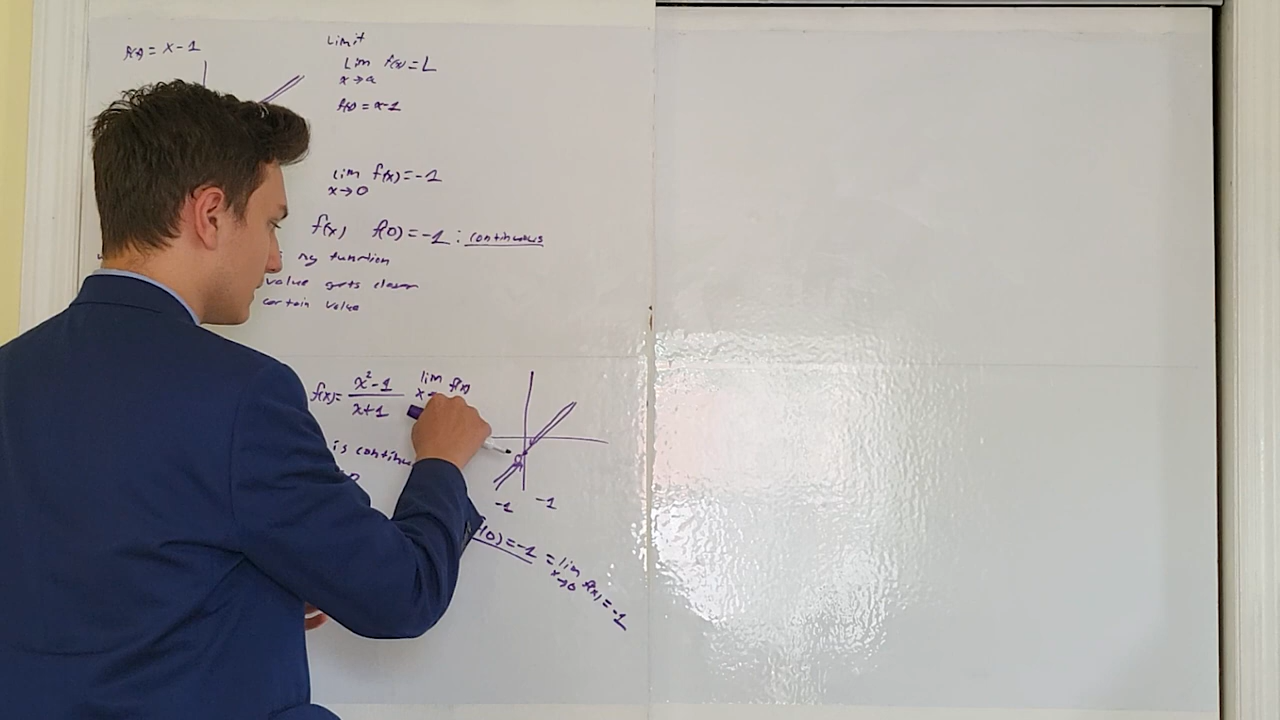 f(x) = x - 1
Limit
Lim f(x) = L
x → a
f(x) = x - 1
Lim f(x) = -1
x → 0
f(x) f(0) = -1 : continuous
my function
value gets closer
certain value
f(x) = x² - 1 / x + 1
lim f(x)
x →
is continu
-1 -1
f(0) = -1 = lim f(x) = -1
x → 0